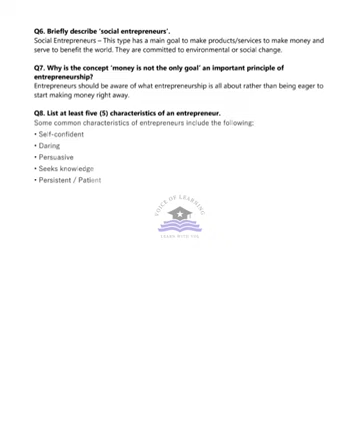 Q6. Briefly describe ‘social entrepreneurs’.
Social Entrepreneurs – This type has a main goal to make products/services to make money and
serve to benefit the world. They are committed to environmental or social change.
Q7. Why is the concept ‘money is not the only goal’ an important principle of
entrepreneurship?
Entrepreneurs should be aware of what entrepreneurship is all about rather than being eager to
start making money right away.
Q8. List at least five (5) characteristics of an entrepreneur.
Some common characteristics of entrepreneurs include the following:
• Self-confident
• Daring
• Persuasive
• Seeks knowledge
• Persistent / Patient
VOICE OF LEARNING
LEARN WITH YOU